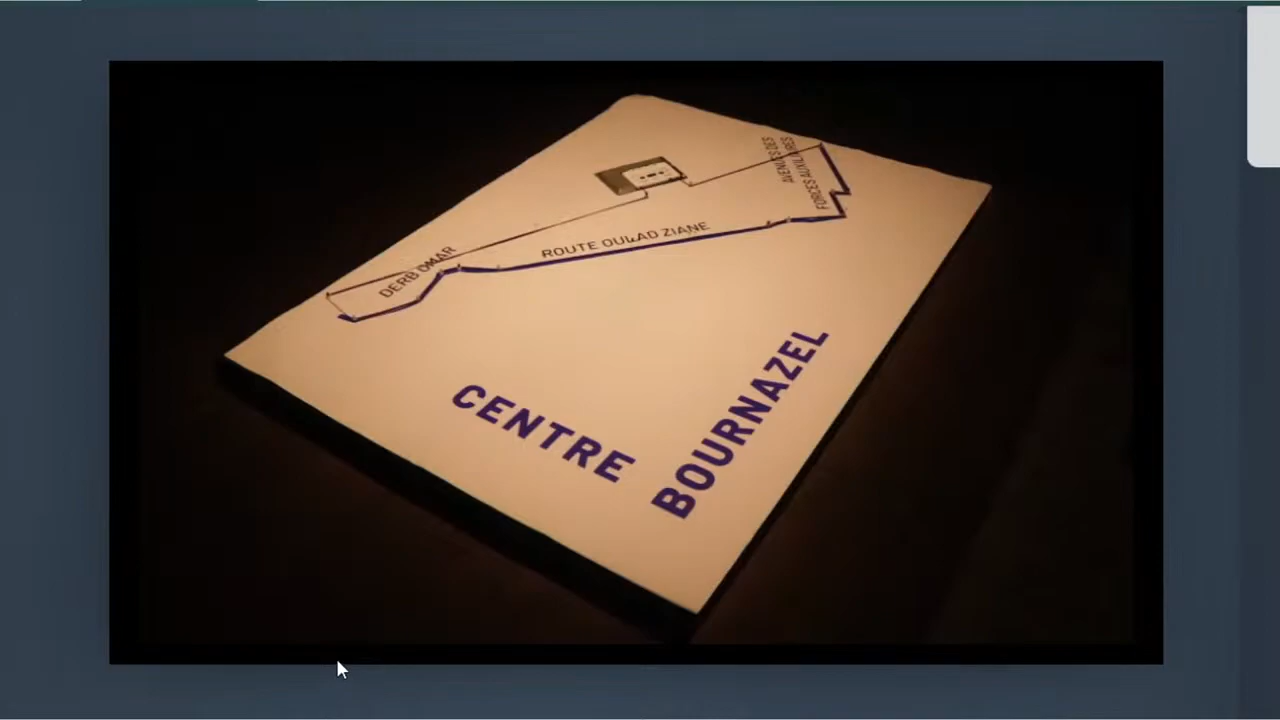 AVENUE DES
FORCES AUXILIAIRES
ROUTE OULAD ZIANE
DERB OMAR
CENTRE
BOURNAZEL